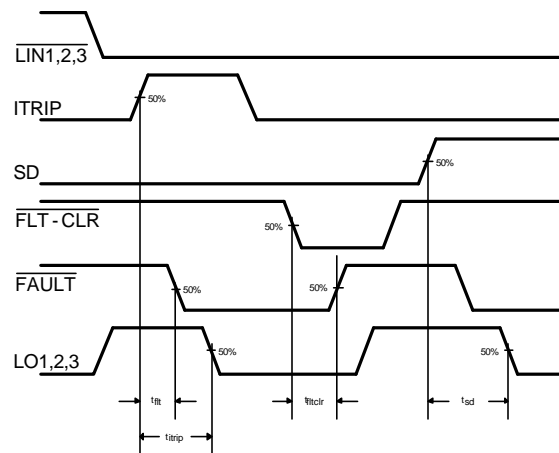 LIN1,2,3
ITRIP
50%
SD
50%
FLT - CLR
50%
FAULT
50%
50%
LO1,2,3
50%
50%
tflt
tfltclr
tsd
titrip